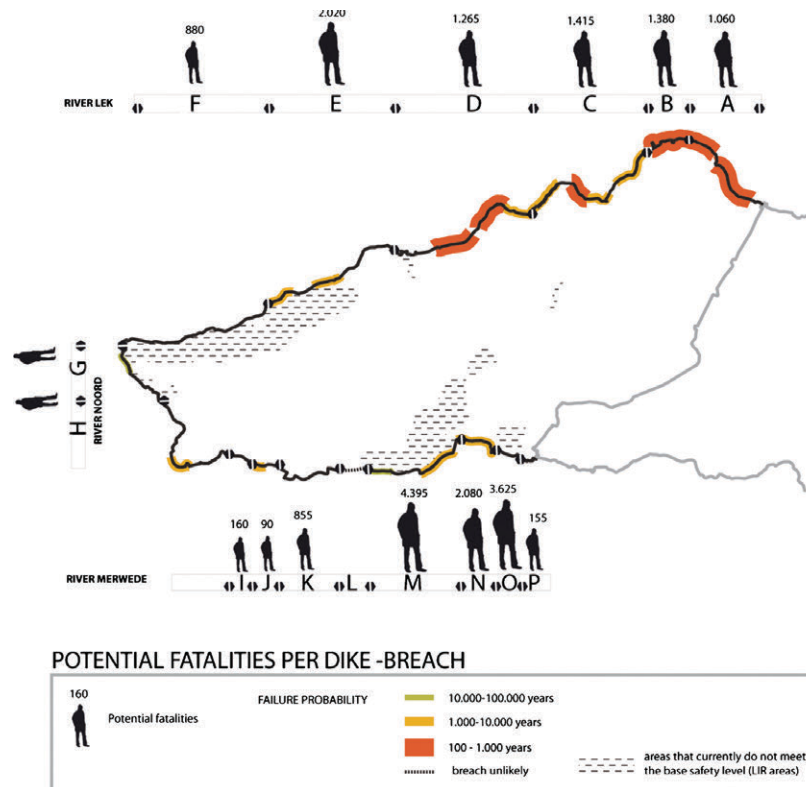 880 2.020 1.265 1.415 1.380 1.060
RIVER LEK F E D C B A
G
H
RIVER NOORD
160 90 855 4.395 2.080 3.625 155
RIVER MERWEDE I J K L M N O P
POTENTIAL FATALITIES PER DIKE -BREACH
160
Potential fatalities
FAILURE PROBABILITY
10.000-100.000 years
1.000-10.000 years
100 - 1.000 years
breach unlikely
areas that currently do not meet
the base safety level (LIR areas)